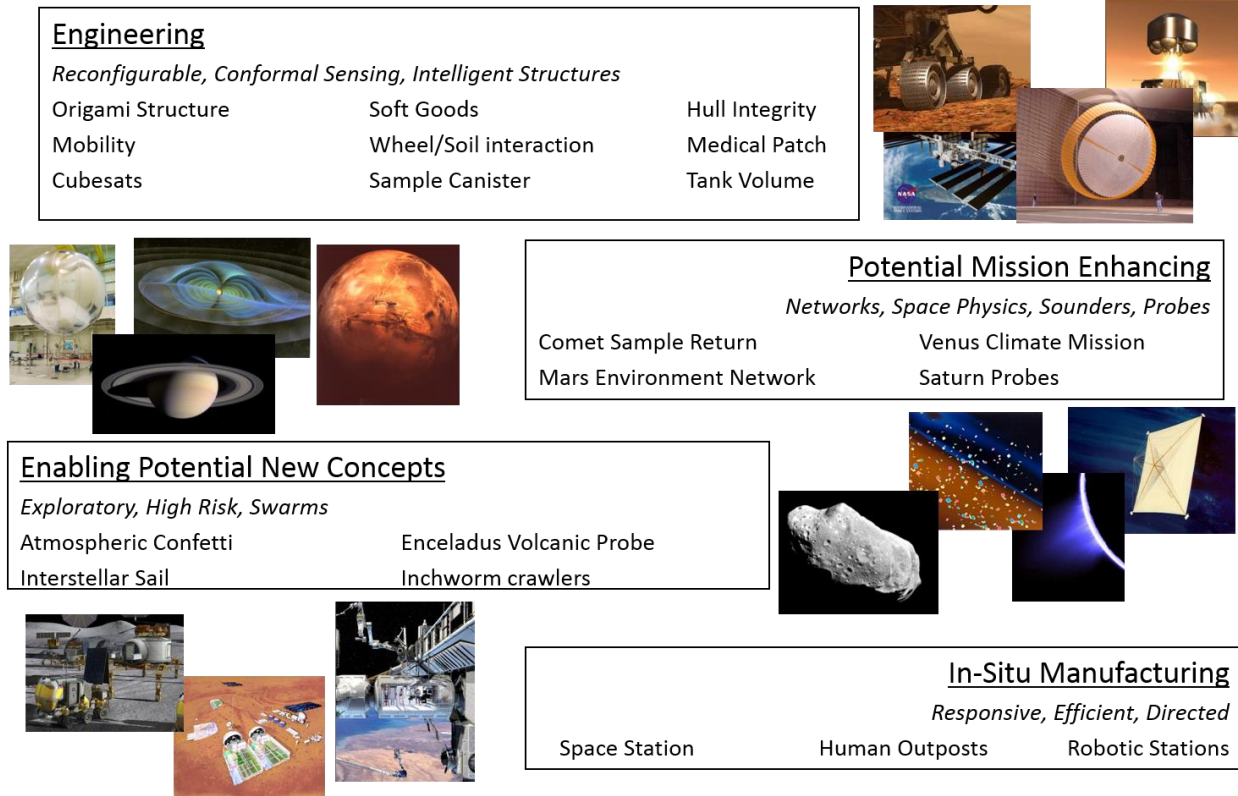 Engineering
Reconfigurable, Conformal Sensing, Intelligent Structures
Origami Structure Soft Goods Hull Integrity
Mobility Wheel/Soil interaction Medical Patch
Cubesats Sample Canister Tank Volume
NASA
Potential Mission Enhancing
Networks, Space Physics, Sounders, Probes
Comet Sample Return Venus Climate Mission
Mars Environment Network Saturn Probes
Enabling Potential New Concepts
Exploratory, High Risk, Swarms
Atmospheric Confetti Enceladus Volcanic Probe
Interstellar Sail Inchworm crawlers
In-Situ Manufacturing
Responsive, Efficient, Directed
Space Station Human Outposts Robotic Stations